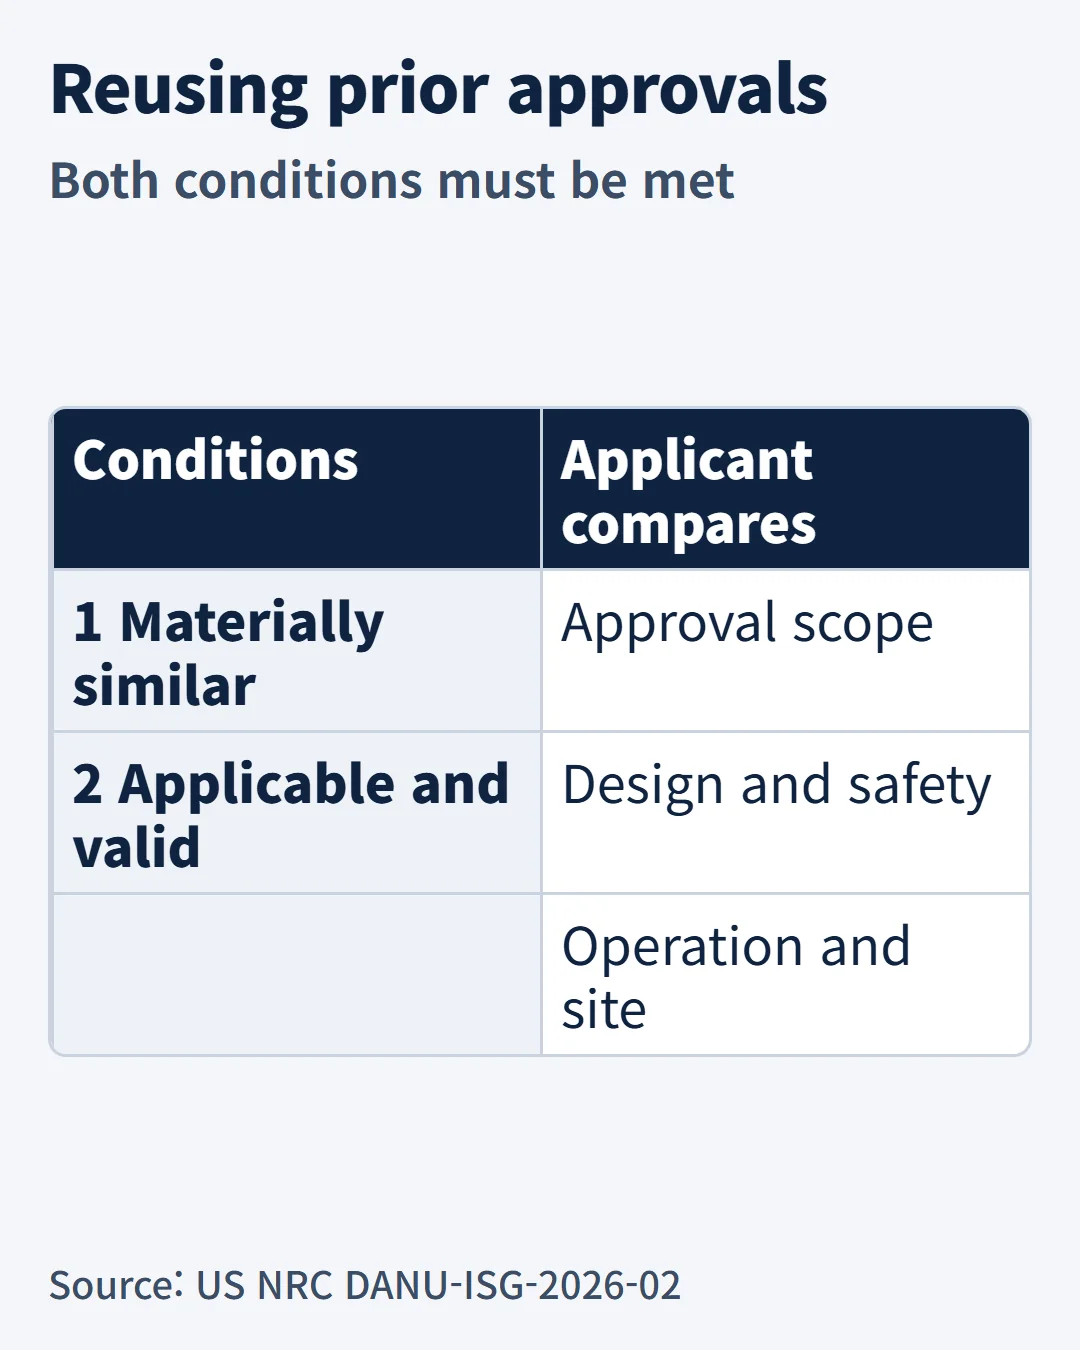 Reusing prior approvals
Both conditions must be met
Conditions
Applicant
compares
1 Materially
similar
Approval scope
2 Applicable and
valid
Design and safety
Operation and
site
Source: US NRC DANU-ISG-2026-02